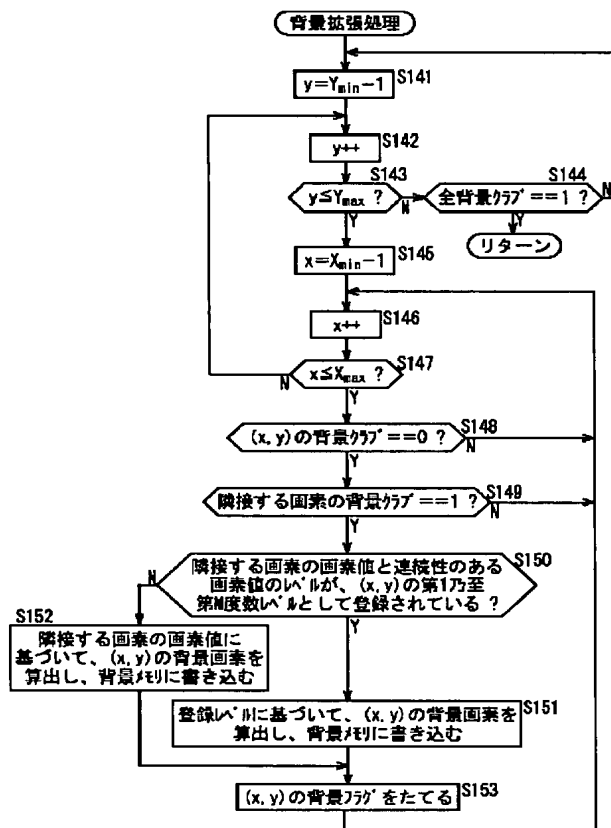 背景拡張処理
y=Ymin-1
S141
y++
S142
y≦Ymax ?
S143
N
Y
全背景クラブ==1 ?
S144
N
Y
リターン
x=Xmin-1
S145
x++
S146
x≦Xmax ?
S147
N
Y
(x,y)の背景クラブ==0 ?
S148
N
Y
隣接する画素の背景クラブ==1 ?
S149
N
Y
隣接する画素の画素値と連続性のある
画素値のレベルが、(x,y)の第1乃至
第N度数レベルとして登録されている ?
S150
N
Y
S152
隣接する画素の画素値に
基づいて、(x,y)の背景画素を
算出し、背景メモリに書き込む
登録レベルに基づいて、(x,y)の背景画素を
算出し、背景メモリに書き込む
S151
(x,y)の背景フラグをたてる
S153